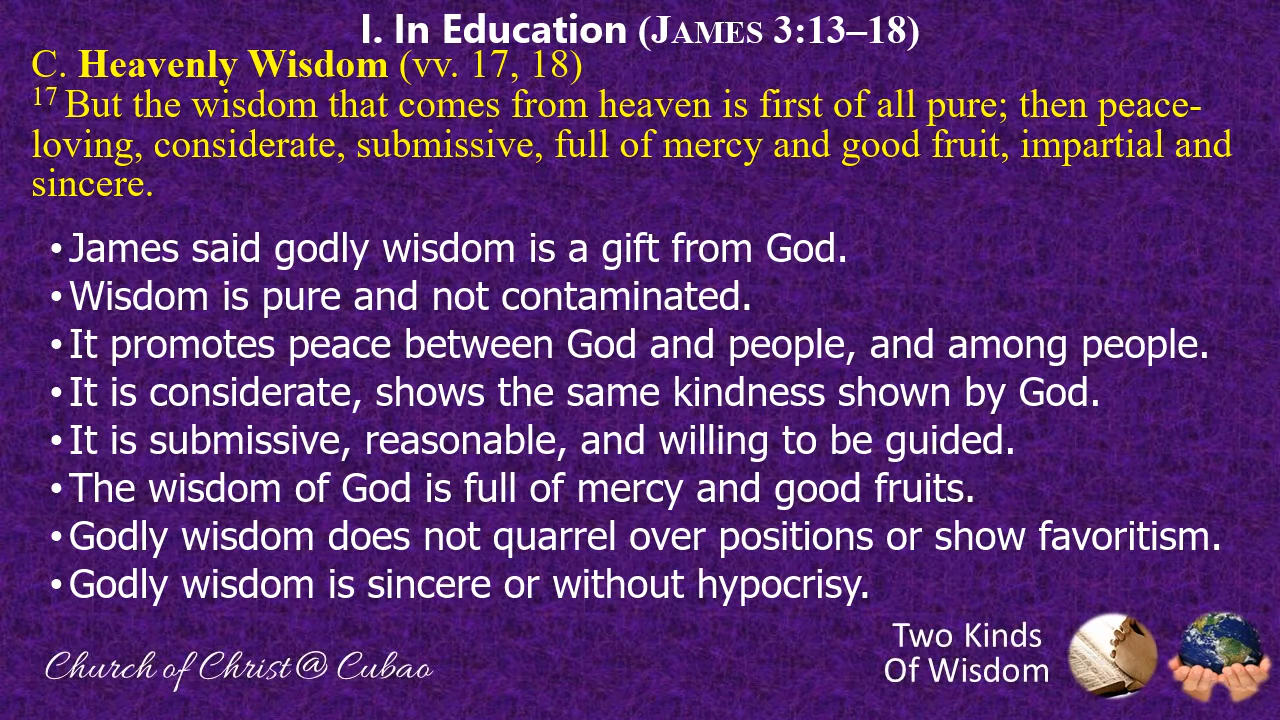 I. In Education (JAMES 3:13–18)
C. Heavenly Wisdom (vv. 17, 18)
17 But the wisdom that comes from heaven is first of all pure; then peace-
loving, considerate, submissive, full of mercy and good fruit, impartial and
sincere.
• James said godly wisdom is a gift from God.
• Wisdom is pure and not contaminated.
• It promotes peace between God and people, and among people.
• It is considerate, shows the same kindness shown by God.
• It is submissive, reasonable, and willing to be guided.
• The wisdom of God is full of mercy and good fruits.
• Godly wisdom does not quarrel over positions or show favoritism.
• Godly wisdom is sincere or without hypocrisy.
Church of Christ @ Cubao
Two Kinds
Of Wisdom